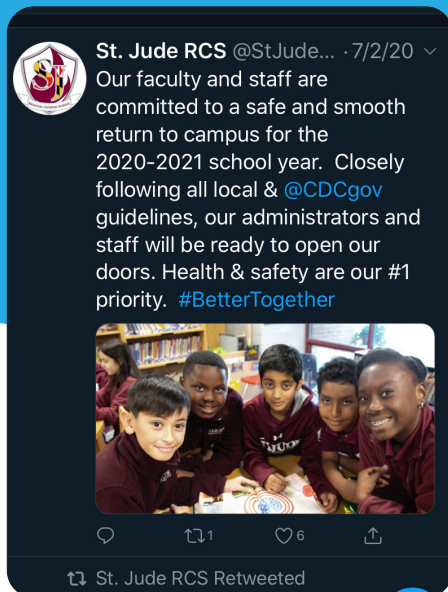 St. Jude RCS @StJude... · 7/2/20
Our faculty and staff are
committed to a safe and smooth
return to campus for the
2020-2021 school year.  Closely
following all local & @CDCgov
guidelines, our administrators and
staff will be ready to open our
doors. Health & safety are our #1
priority.  #BetterTogether
1
6
St. Jude RCS Retweeted